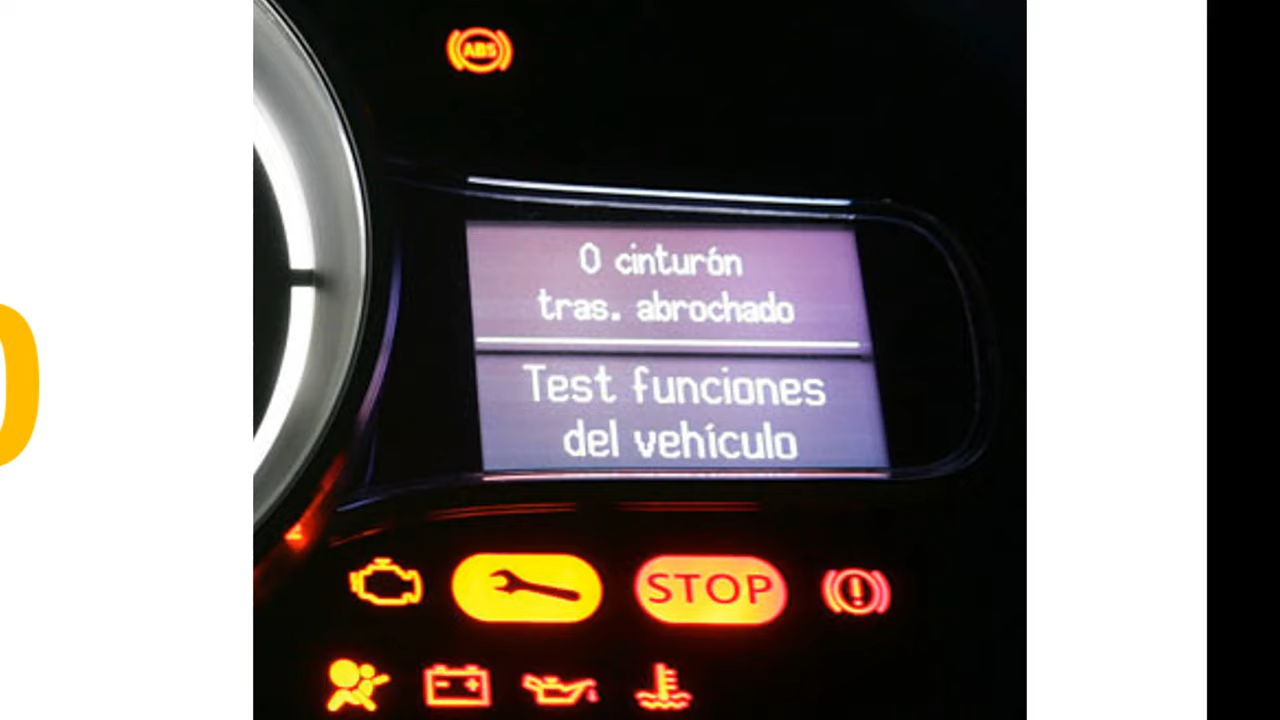 ABS
0 cinturón
tras. abrochado
Test funciones
del vehículo
STOP